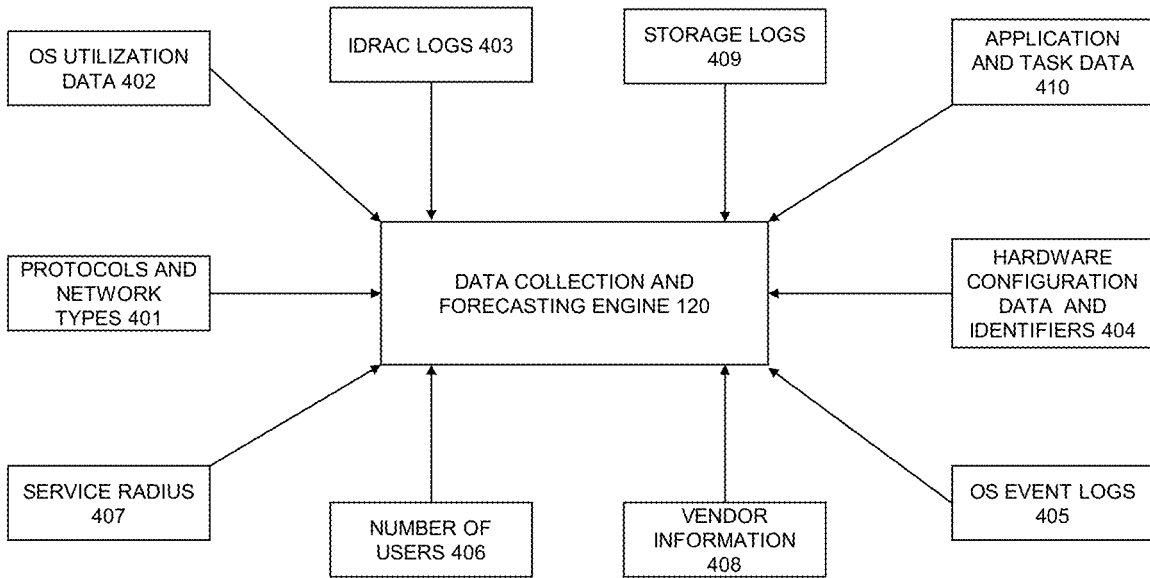 OS UTILIZATION
DATA 402
IDRAC LOGS 403
STORAGE LOGS
409
APPLICATION
AND TASK DATA
410
PROTOCOLS AND
NETWORK
TYPES 401
DATA COLLECTION AND
FORECASTING ENGINE 120
HARDWARE
CONFIGURATION
DATA AND
IDENTIFIERS 404
SERVICE RADIUS
407
NUMBER OF
USERS 406
VENDOR
INFORMATION
408
OS EVENT LOGS
405